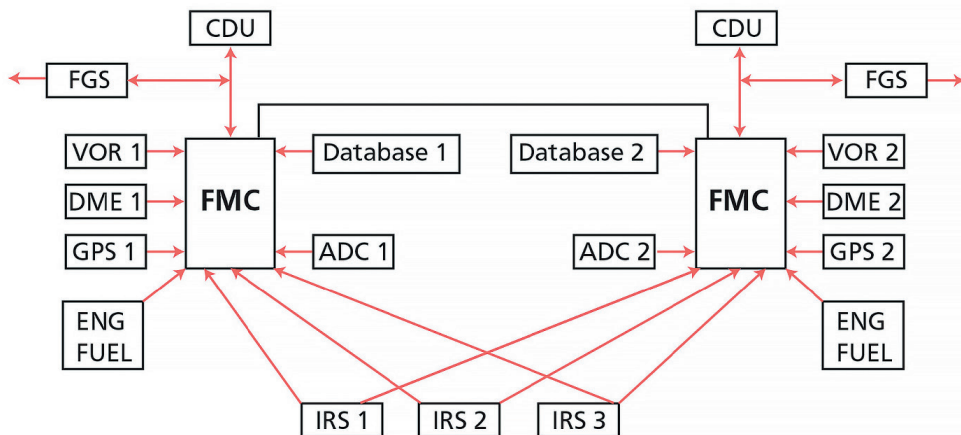 CDU
CDU
FGS
FGS
VOR 1
Database 1
Database 2
VOR 2
DME 1
FMC
FMC
DME 2
GPS 1
ADC 1
ADC 2
GPS 2
ENG
FUEL
ENG
FUEL
IRS 1
IRS 2
IRS 3